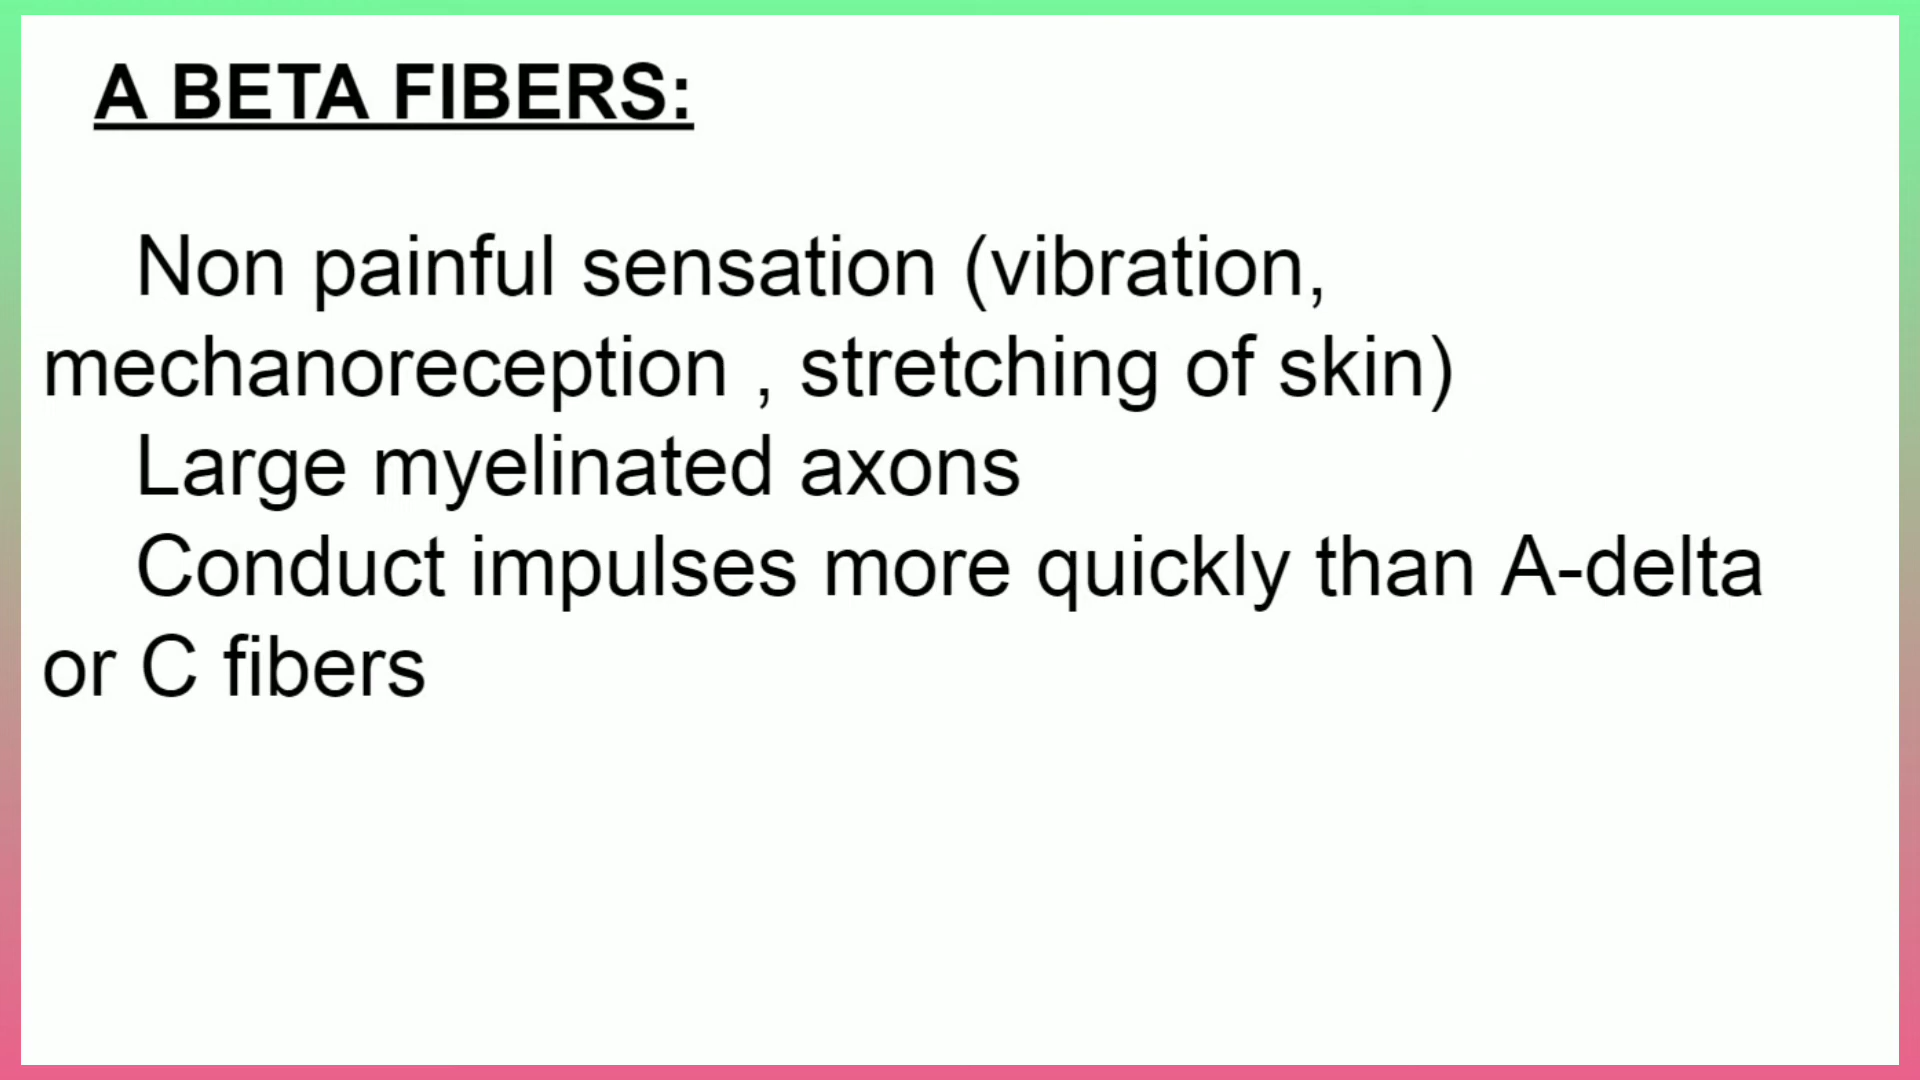 A BETA FIBERS:
Non painful sensation (vibration,
mechanoreception , stretching of skin)
Large myelinated axons
Conduct impulses more quickly than A-delta
or C fibers